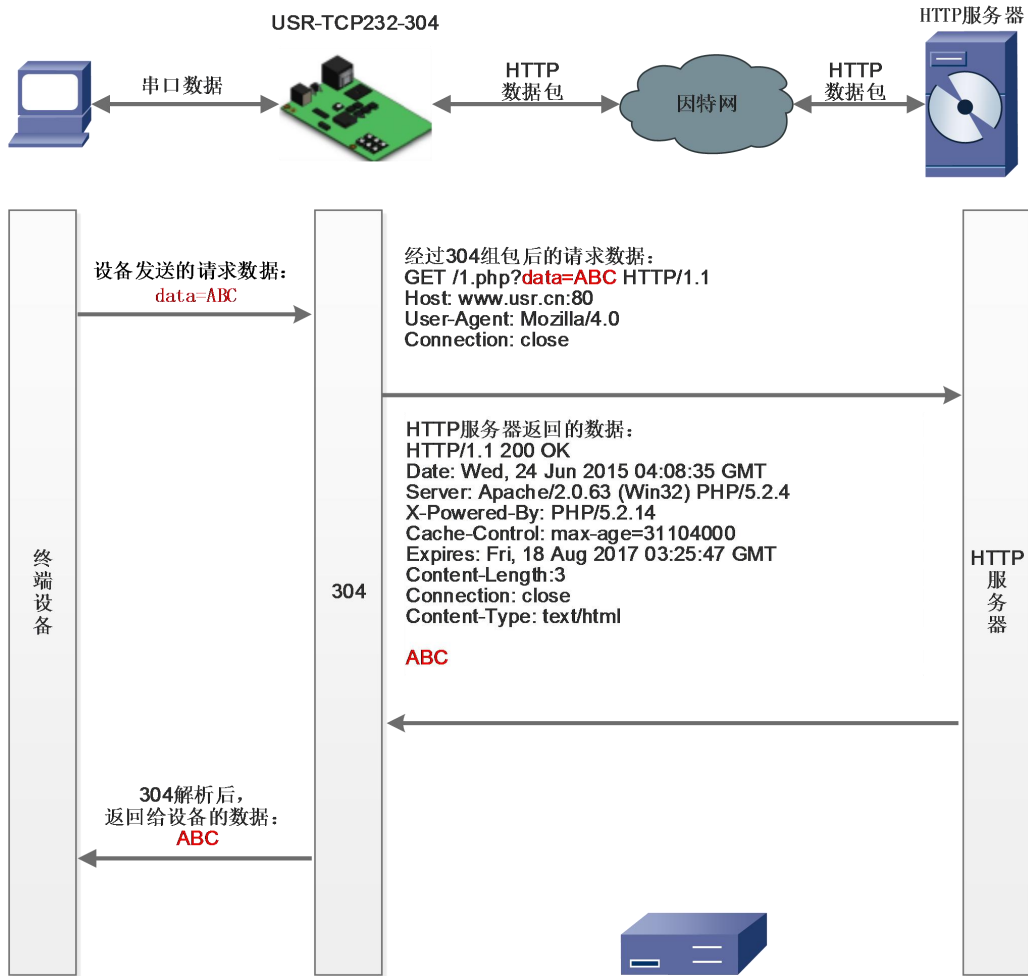 USR-TCP232-304
HTTP服务器
串口数据
HTTP
数据包
因特网
HTTP
数据包
设备发送的请求数据:
data=ABC
经过304组包后的请求数据:
GET /1.php?data=ABC HTTP/1.1
Host: www.usr.cn:80
User-Agent: Mozilla/4.0
Connection: close
HTTP服务器返回的数据:
HTTP/1.1 200 OK
Date: Wed, 24 Jun 2015 04:08:35 GMT
Server: Apache/2.0.63 (Win32) PHP/5.2.4
X-Powered-By: PHP/5.2.14
Cache-Control: max-age=31104000
Expires: Fri, 18 Aug 2017 03:25:47 GMT
Content-Length:3
Connection: close
Content-Type: text/html
ABC
终端设备
304
HTTP
服务器
304解析后,
返回给设备的数据:
ABC